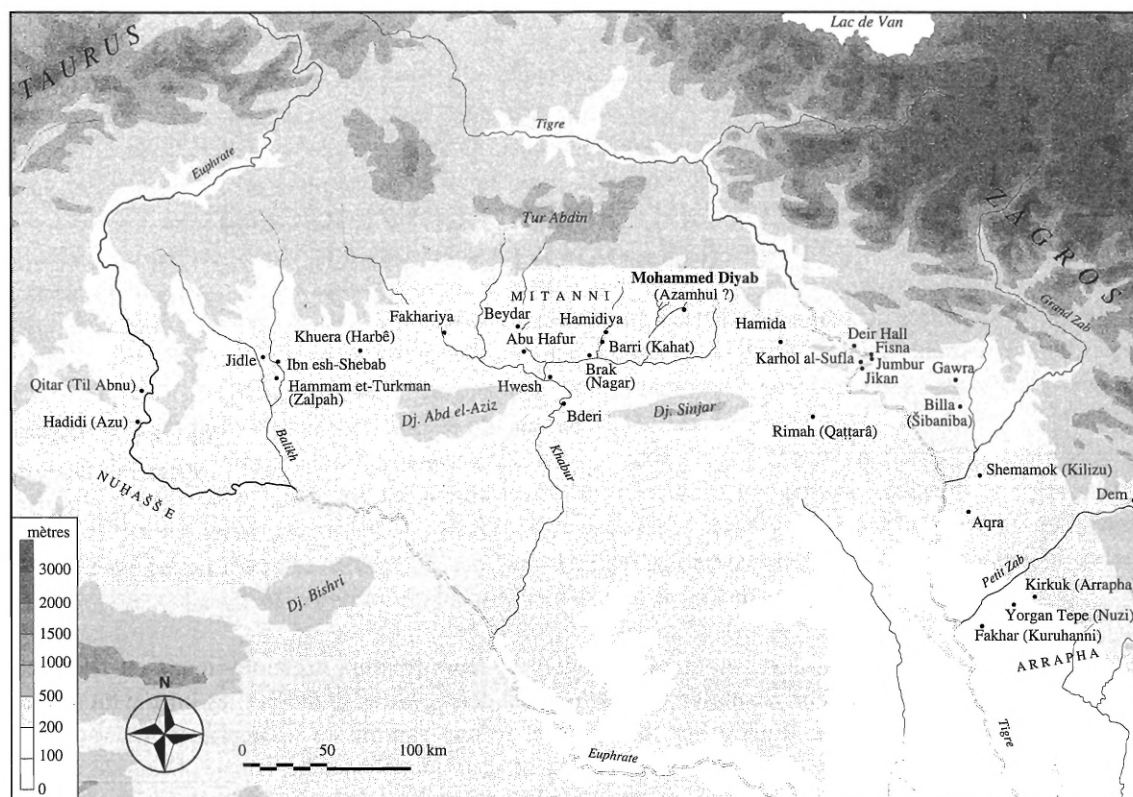 Lac de Van
TAURUS
Tigre
Euphrate
ZAGROS
Tur Abdin
Mohammed Diyab
(Azamhul ?)
MITANNI
Grand Zab
Fakhariya
Beydar
Hamidiya
Hamida
Deir Hall
Khuera (Harbê)
Abu Hafur
Barri (Kahat)
Karhol al-Sufla
Fisna
Jumbur
Jidle
Ibn esh-Shebab
Brak
(Nagar)
Jikan
Gawra
Qitar (Til Abnu)
Hammam et-Turkman
(Zalpah)
Hwesh
Dj. Abd el-Aziz
Dj. Sinjar
Billa
(Šibaniba)
Hadidi (Azu)
Bderi
Rimah (Qaṭṭarâ)
Balikh
Khabur
Shemamok (Kilizu)
NUḪAŠŠE
Dem
Aqra
mètres
3000
2000
1500
1000
500
200
100
0
Dj. Bishri
Petit Zab
Kirkuk (Arrapha)
Yorgan Tepe (Nuzi)
Fakhar (Kuruhanni)
ARRAPHA
N
0 50 100 km
Euphrate
Tigre